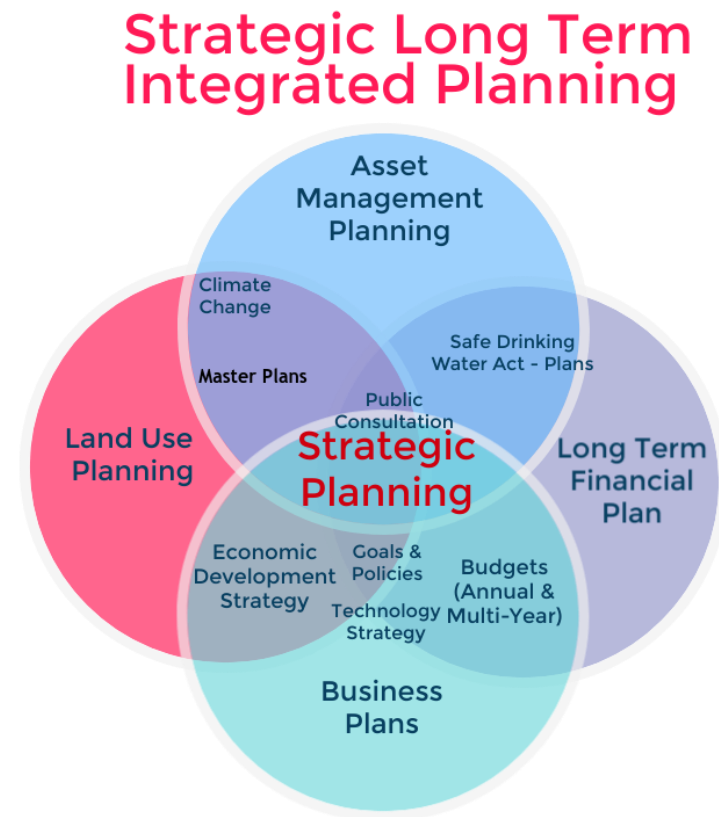 Strategic Long Term
Integrated Planning
Asset
Management
Planning
Climate
Change
Safe Drinking
Water Act - Plans
Master Plans
Public
Consultation
Land Use
Planning
Strategic
Planning
Long Term
Financial
Plan
Economic
Development
Strategy
Goals &
Policies
Budgets
(Annual &
Multi-Year)
Technology
Strategy
Business
Plans